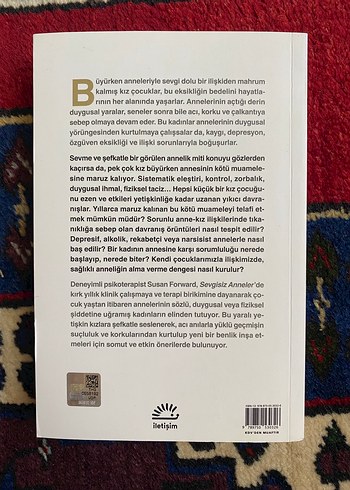 Büyürken anneleriyle sevgi dolu bir ilişkiden mahrum
kalmış kız çocuklar, bu eksikliğin bedelini hayatla-
rının her alanında yaşarlar. Annelerinin açtığı derin
duygusal yaralar, seneler sonra bile acı, korku ve çalkantıya
sebep olmaya devam eder. Bu kadınlar annelerinin duygusal
yörüngesinden kurtulmaya çalışsalar da, kaygı, depresyon,
özgüven eksikliği ve ilişki sorunlarıyla boğuşurlar.
Sevme ve şefkatle bir görülen annelik miti konuyu gözlerden
kaçırsa da, pek çok kız büyürken annesinin kötü muamele-
sine maruz kalıyor. Sistematik eleştiri, kontrol, zorbalık,
duygusal ihmal, fiziksel taciz... Hepsi küçük bir kız çocuğu-
nu ezen ve etkileri yetişkinliğe kadar uzanan yıkıcı davra-
nışlar. Yıllarca maruz kalınan bu kötü muameleyi telafi et-
mek mümkün müdür? Sorunlu anne-kız ilişkilerinde tıka-
nıklığa sebep olan davranış örüntüleri nasıl tespit edilir?
Depresif, alkolik, rekabetçi veya narsisist annelerle nasıl
baş edilir? Bir kadının annesine karşı sorumluluğu nerede
başlayıp, nerede biter? Kendi çocuklarımızla ilişkimizde,
sağlıklı anneliğin alma verme dengesi nasıl kurulur?
Deneyimli psikoterapist Susan Forward, Sevgisiz Anneler'de
kırk yıllık klinik çalışmaya ve terapi birikimine dayanarak ço-
cuk yaştan itibaren annelerinin sözlü, duygusal veya fiziksel
şiddetine uğramış kadınların elinden tutuyor. Bu yaralı ye-
tişkin kızlara şefkatle seslenerek, acı anılarla yüklü geçmişin
suçluluk ve korkularından kurtulup yeni bir benlik inşa et-
meleri için somut ve etkin önerilerde bulunuyor.
iletişim
KDV'DEN MUAFTIR